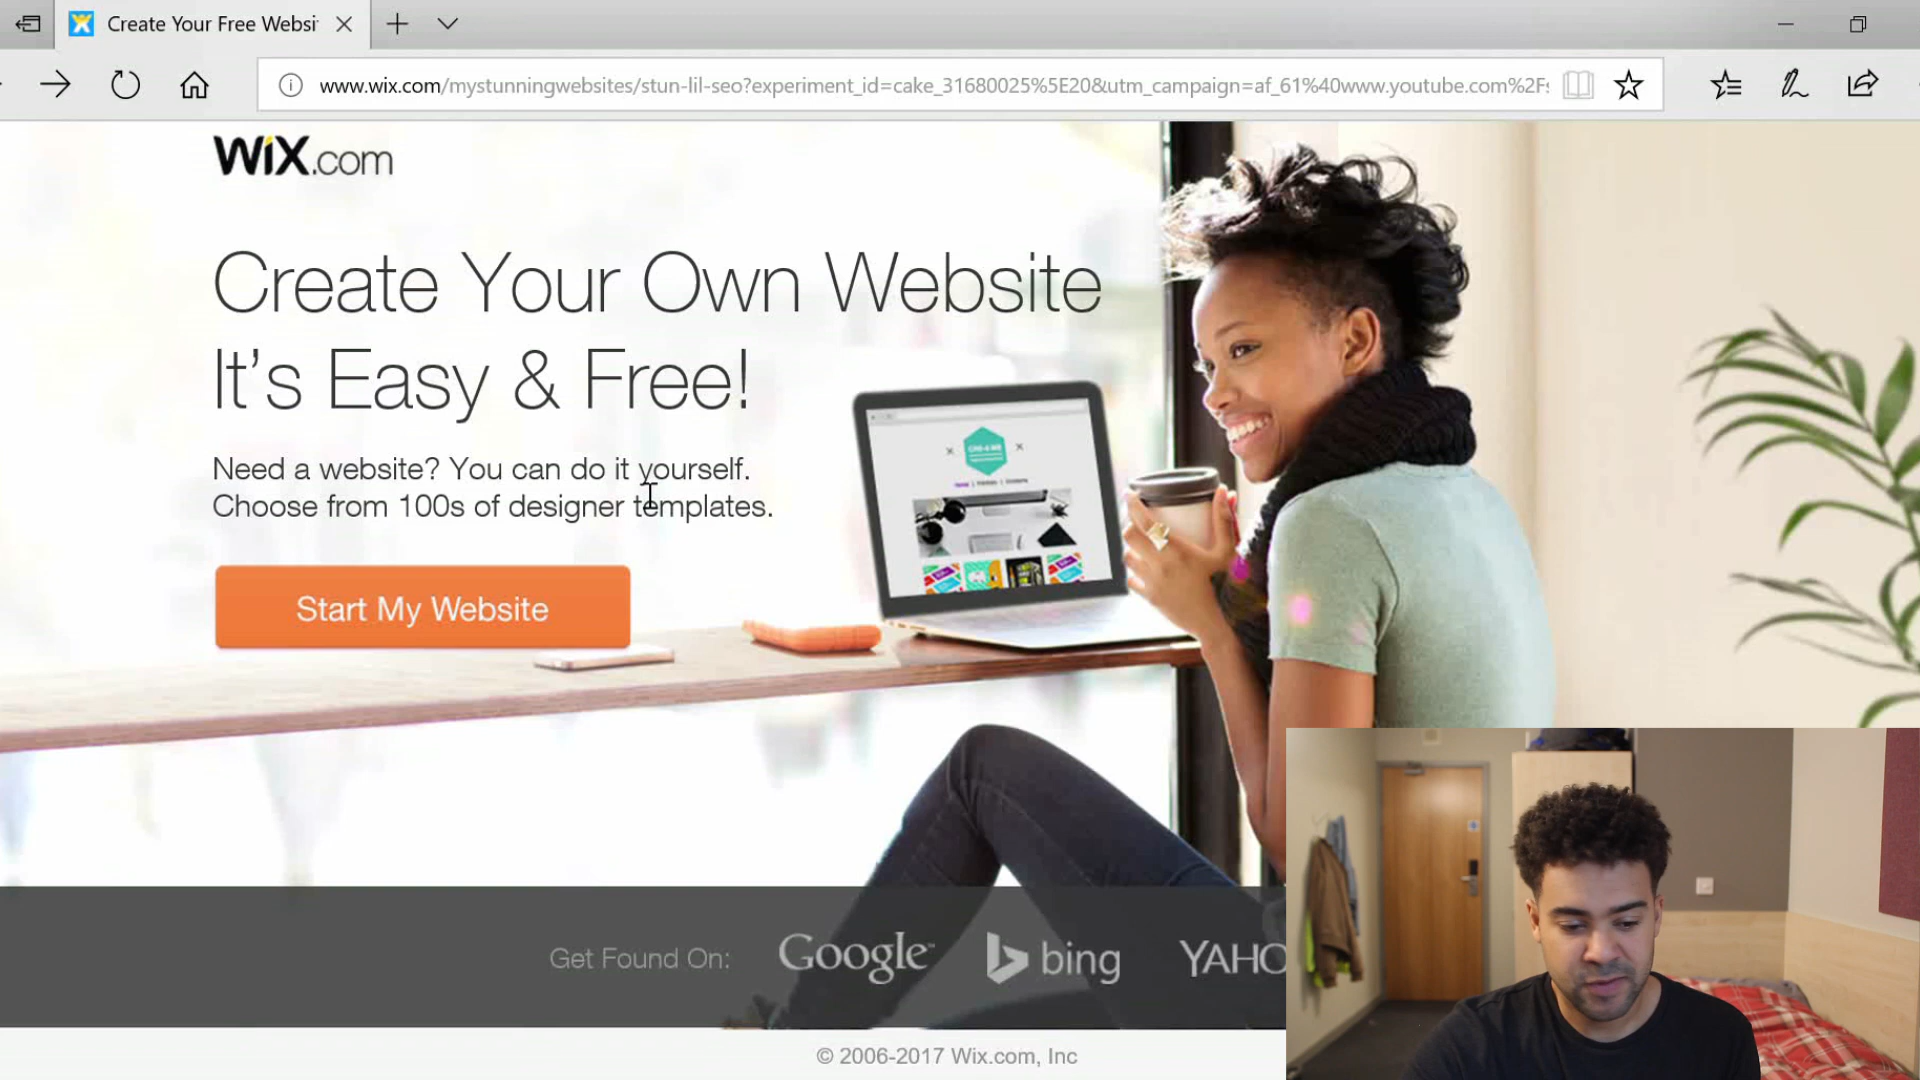 Create Your Free Websi
www.wix.com/mystunningwebsites/stun-lil-seo?experiment_id=cake_31680025%5E20&utm_campaign=af_61%40www.youtube.com%2F
WiX.com
Create Your Own Website
It's Easy & Free!
Need a website? You can do it yourself.
Choose from 100s of designer templates.
Start My Website
Get Found On: Google bing YAHO
© 2006-2017 Wix.com, Inc